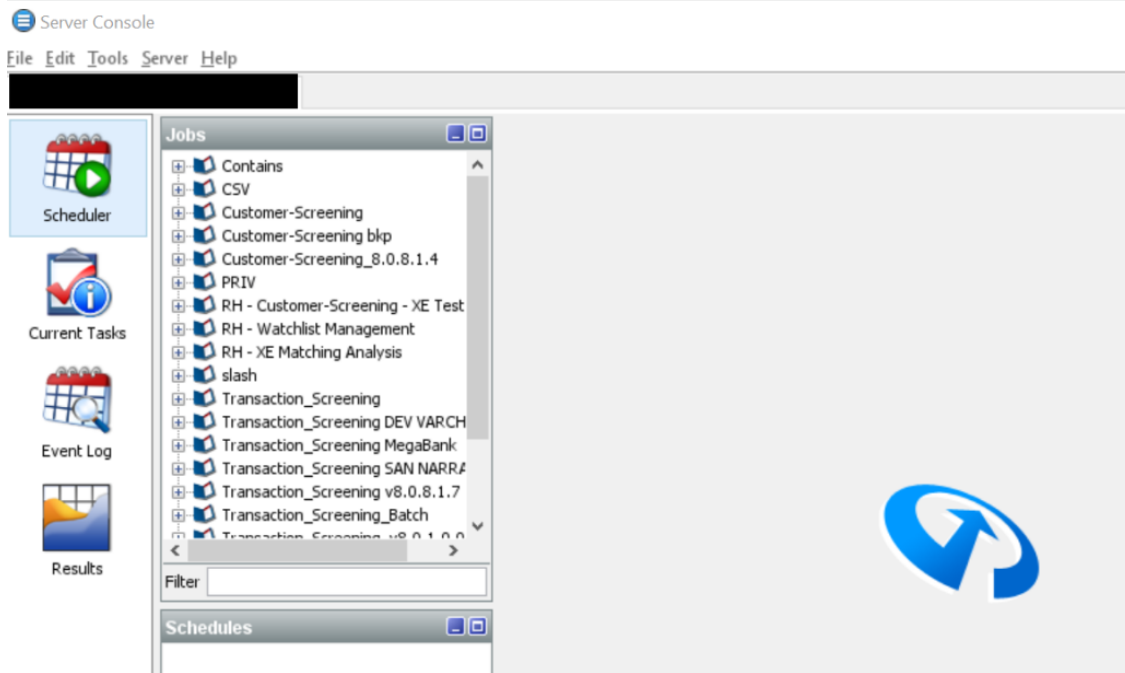 Server Console
File Edit Tools Server Help
Scheduler
Current Tasks
Event Log
Results
Jobs
Contains
CSV
Customer-Screening
Customer-Screening bkp
Customer-Screening_8.0.8.1.4
PRIV
RH - Customer-Screening - XE Test
RH - Watchlist Management
RH - XE Matching Analysis
slash
Transaction_Screening
Transaction_Screening DEV VARCH
Transaction_Screening MegaBank
Transaction_Screening SAN NARRA
Transaction_Screening v8.0.8.1.7
Transaction_Screening_Batch
Filter
Schedules